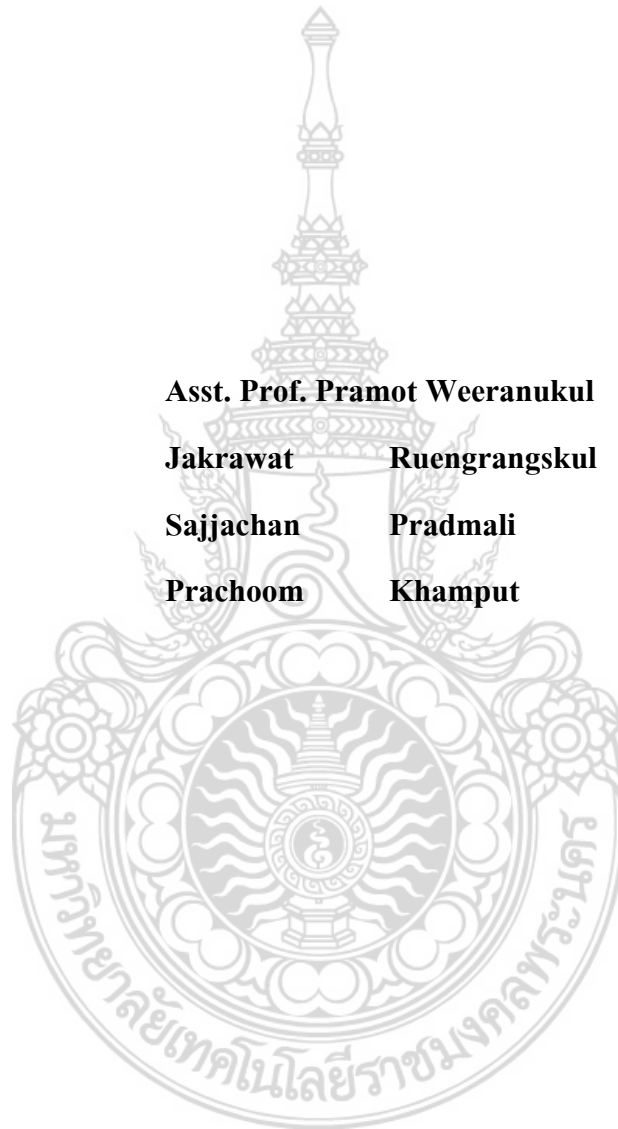 Asst. Prof. Pramot Weeranukul
Jakrawat Ruengrangskul
Sajjachan Pradmali
Prachoom Khamput
มหาวิทยาลัยเทคโนโลยีราชมงคลพระนคร